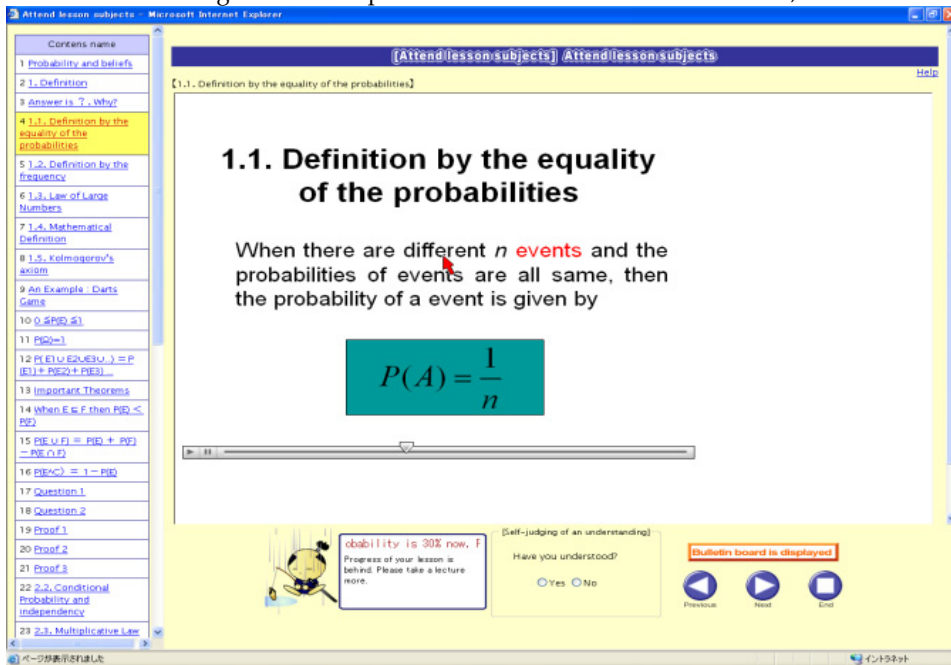 Attend lesson subjects - Microsoft Internet Explorer
Contens name
1 Probability and beliefs
2 1. Definition
3 Answer is ？. Why?
4 1.1. Definition by the
equality of the
probabilities
5 1.2. Definition by the
frequency
6 1.3. Law of Large
Numbers
7 1.4. Mathematical
Definition
8 1.5. Kolmogorov's
axiom
9 An Example : Darts
Game
10 0 ≦P(E) ≦1
11 P(Ω)=1
12 P( E1∪E2∪E3∪..) = P
(E1)+ P(E2)+ P(E3) ...
13 Important Theorems
14 When E ⊆ F then P(E) <
P(F)
15 P(E ∪ F) = P(E) + P(F)
－P(E ∩ F)
16 P(E^C) = 1－P(E)
17 Question 1
18 Question 2
19 Proof 1
20 Proof 2
21 Proof 3
22 2.2. Conditional
Probability and
independency
23 2.3. Multiplicative Law
[Attend lesson subjects] Attend lesson subjects
Help
【1.1. Definition by the equality of the probabilities】
1.1. Definition by the equality
of the probabilities
When there are different n events and the
probabilities of events are all same, then
the probability of a event is given by
P(A) = 1/n
obability is 30% now. F
Progress of your lesson is
behind. Please take a lecture
more.
[Self-judging of an understanding]
Have you understood?
Yes No
Bulletin board is displayed
Previous Next End
ページが表示されました
イントラネット